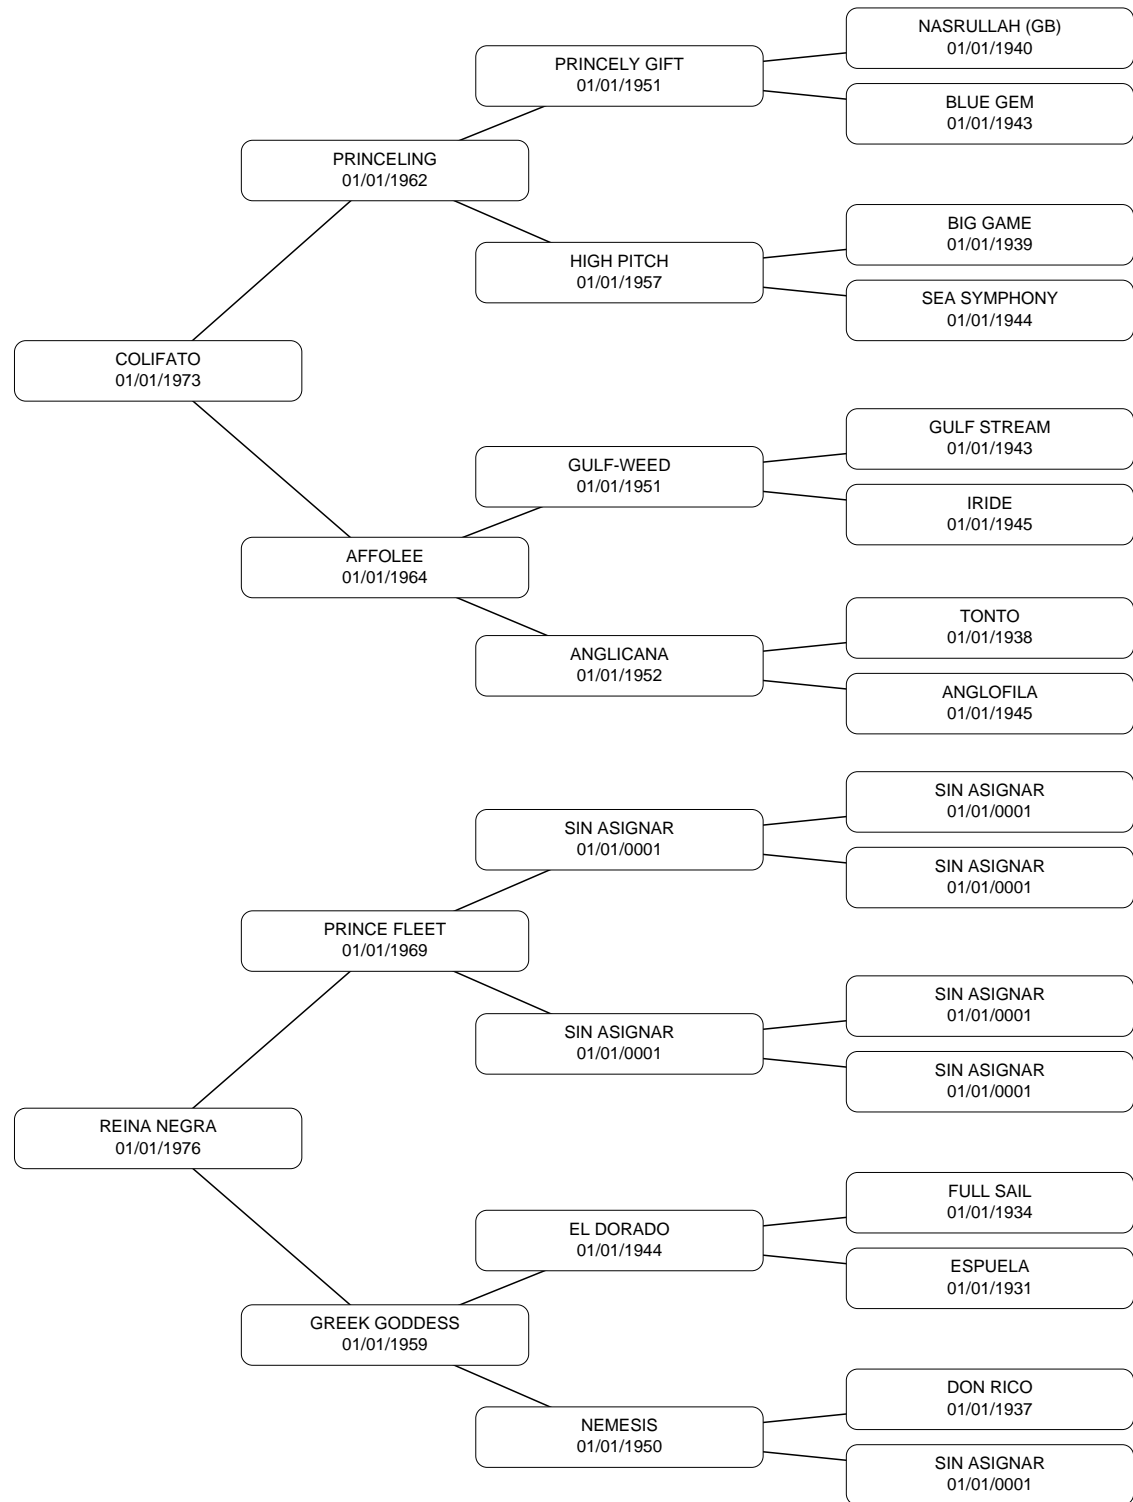 NASRULLAH (GB)
01/01/1940
PRINCELY GIFT
01/01/1951
BLUE GEM
01/01/1943
PRINCELING
01/01/1962
BIG GAME
01/01/1939
HIGH PITCH
01/01/1957
SEA SYMPHONY
01/01/1944
COLIFATO
01/01/1973
GULF STREAM
01/01/1943
GULF-WEED
01/01/1951
IRIDE
01/01/1945
AFFOLEE
01/01/1964
TONTO
01/01/1938
ANGLICANA
01/01/1952
ANGLOFILA
01/01/1945
SIN ASIGNAR
01/01/0001
SIN ASIGNAR
01/01/0001
SIN ASIGNAR
01/01/0001
PRINCE FLEET
01/01/1969
SIN ASIGNAR
01/01/0001
SIN ASIGNAR
01/01/0001
SIN ASIGNAR
01/01/0001
REINA NEGRA
01/01/1976
FULL SAIL
01/01/1934
EL DORADO
01/01/1944
ESPUELA
01/01/1931
GREEK GODDESS
01/01/1959
DON RICO
01/01/1937
NEMESIS
01/01/1950
SIN ASIGNAR
01/01/0001